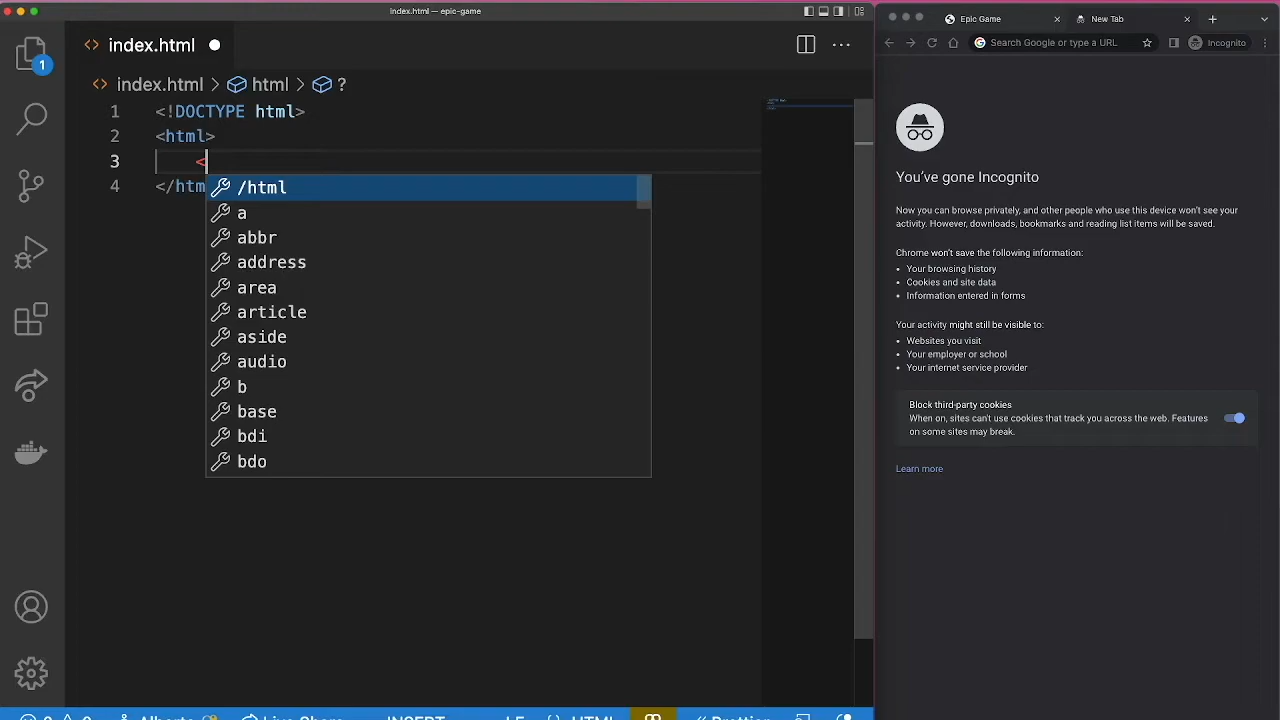 index.html — epic-game
index.html
index.html > html > ?
1 <!DOCTYPE html>
2 <html>
3 <
4 </htm
/html
a
abbr
address
area
article
aside
audio
b
base
bdi
bdo
1
Live Share
INSERT
HTML
Prettier
Epic Game
New Tab
Search Google or type a URL
Incognito
You've gone Incognito
Now you can browse privately, and other people who use this device won't see your
activity. However, downloads, bookmarks and reading list items will be saved.
Chrome won't save the following information:
• Your browsing history
• Cookies and site data
• Information entered in forms
Your activity might still be visible to:
• Websites you visit
• Your employer or school
• Your internet service provider
Block third-party cookies
When on, sites can't use cookies that track you across the web. Features
on some sites may break.
Learn more